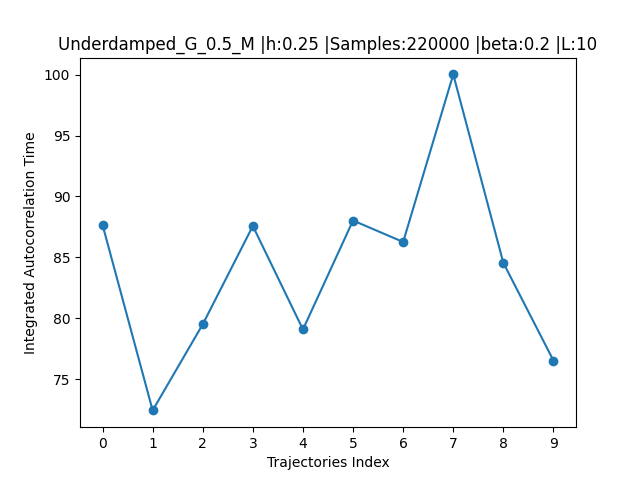 Underdamped_G_0.5_M |h:0.25 |Samples:220000 |beta:0.2 |L:10
100
95
90
85
80
75
Integrated Autocorrelation Time
0 1 2 3 4 5 6 7 8 9
Trajectories Index